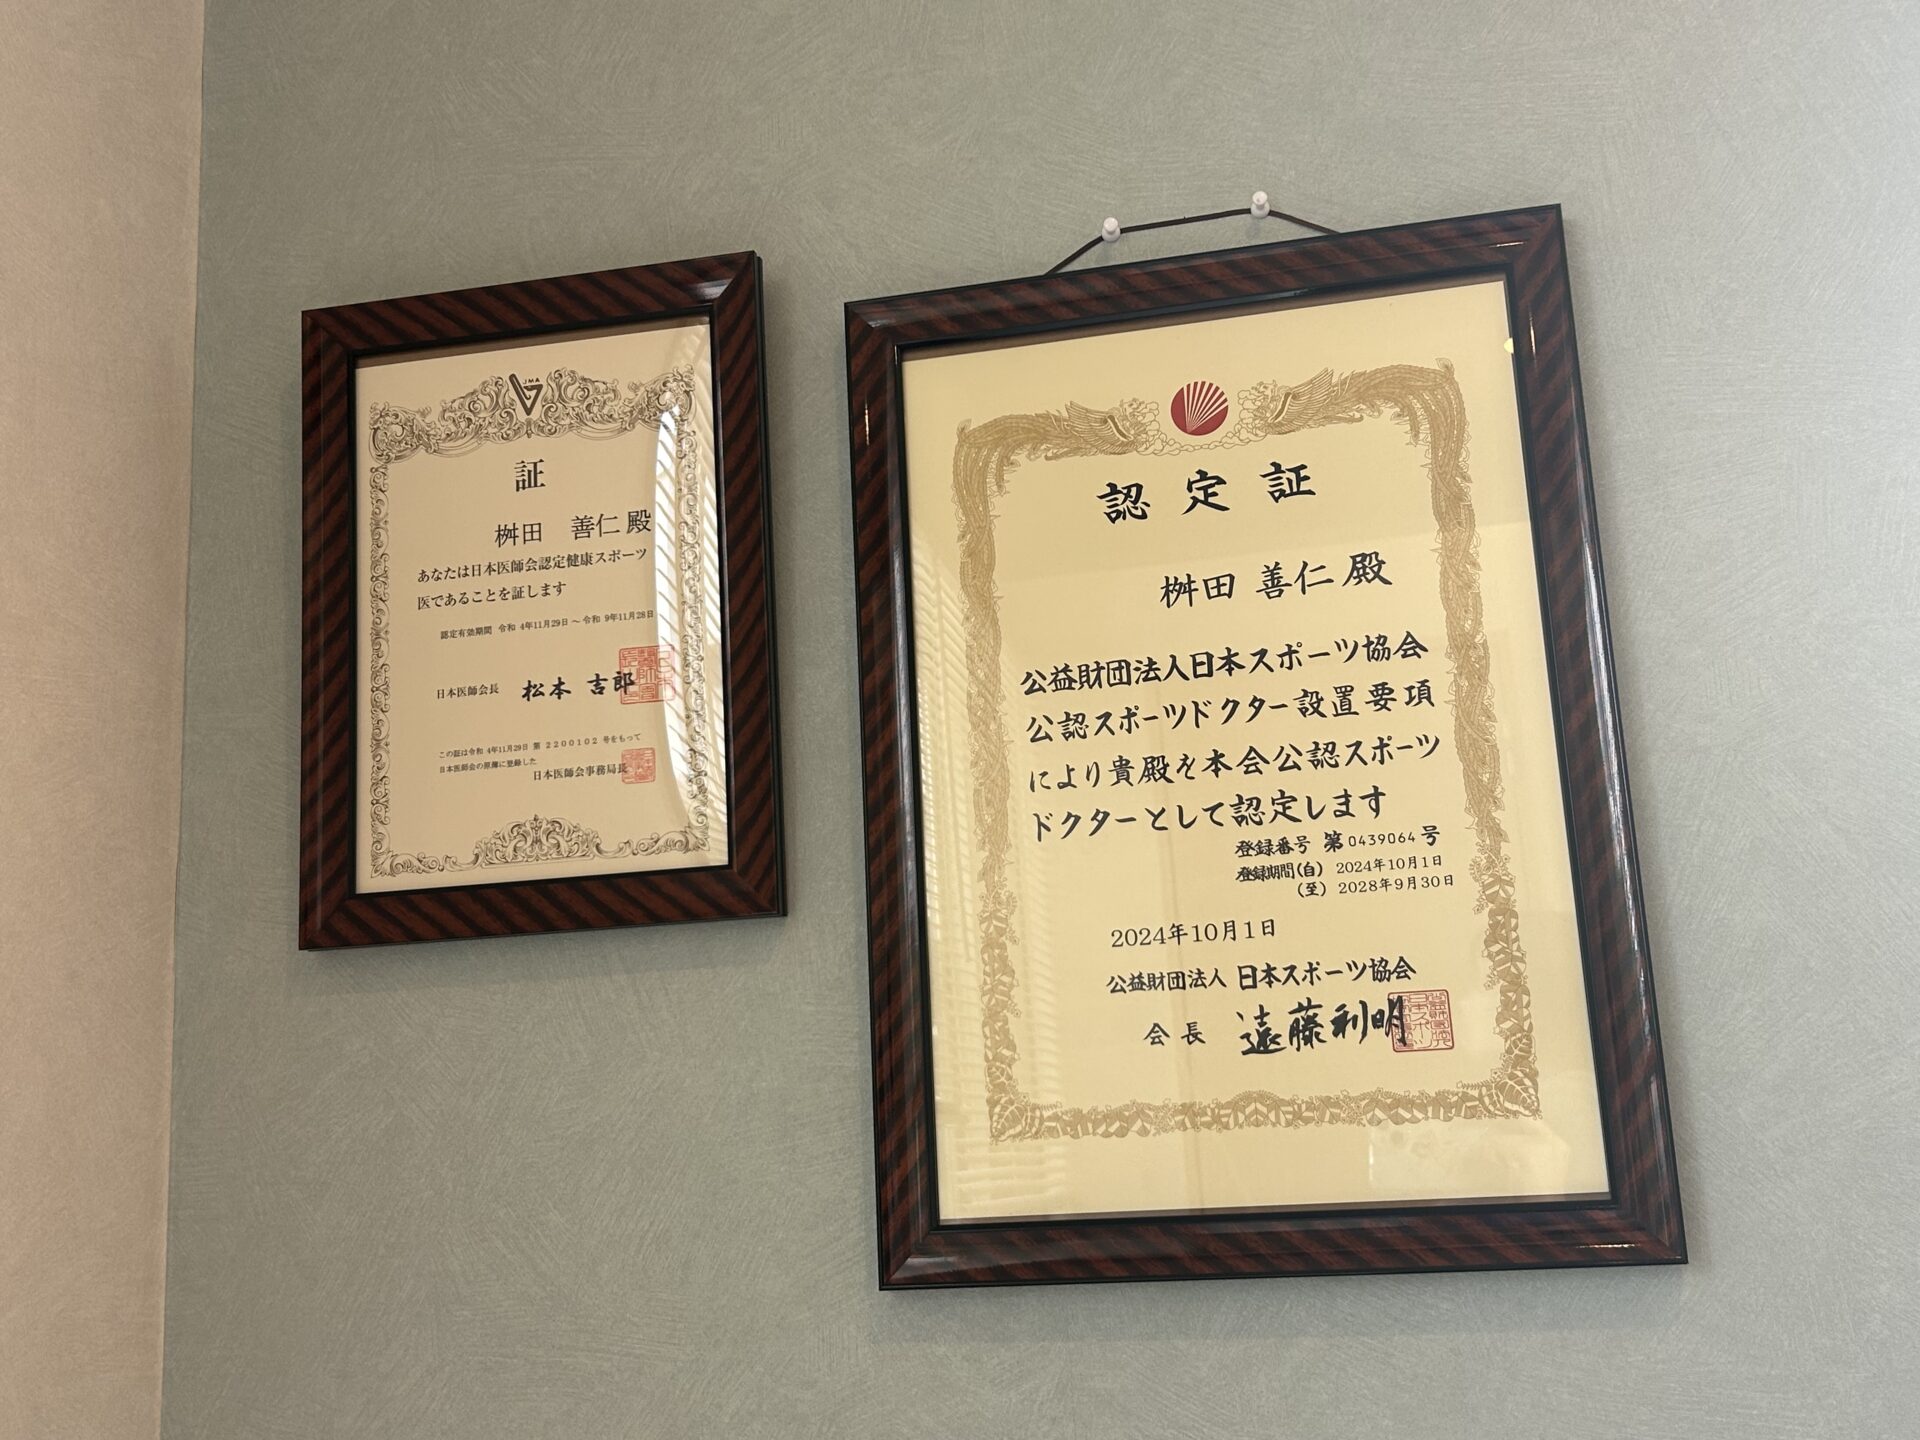 JMA
証
桝田 善仁 殿
あなたは日本医師会認定健康スポーツ
医であることを証します
認定有効期間 令和 4年11月29日 ～ 令和 9年11月28日
日本医師会長 松本 吉郎
この証は令和 4年11月29日 第 2200102 号をもって
日本医師会の原簿に登録した
日本医師会事務局長
認定証
桝田 善仁 殿
公益財団法人日本スポーツ協会
公認スポーツドクター設置要項
により貴殿を本会公認スポーツ
ドクターとして認定します
登録番号 第0439064号
登録期間(自) 2024年10月1日
(至) 2028年9月30日
2024年10月1日
公益財団法人 日本スポーツ協会
会長 遠藤利明